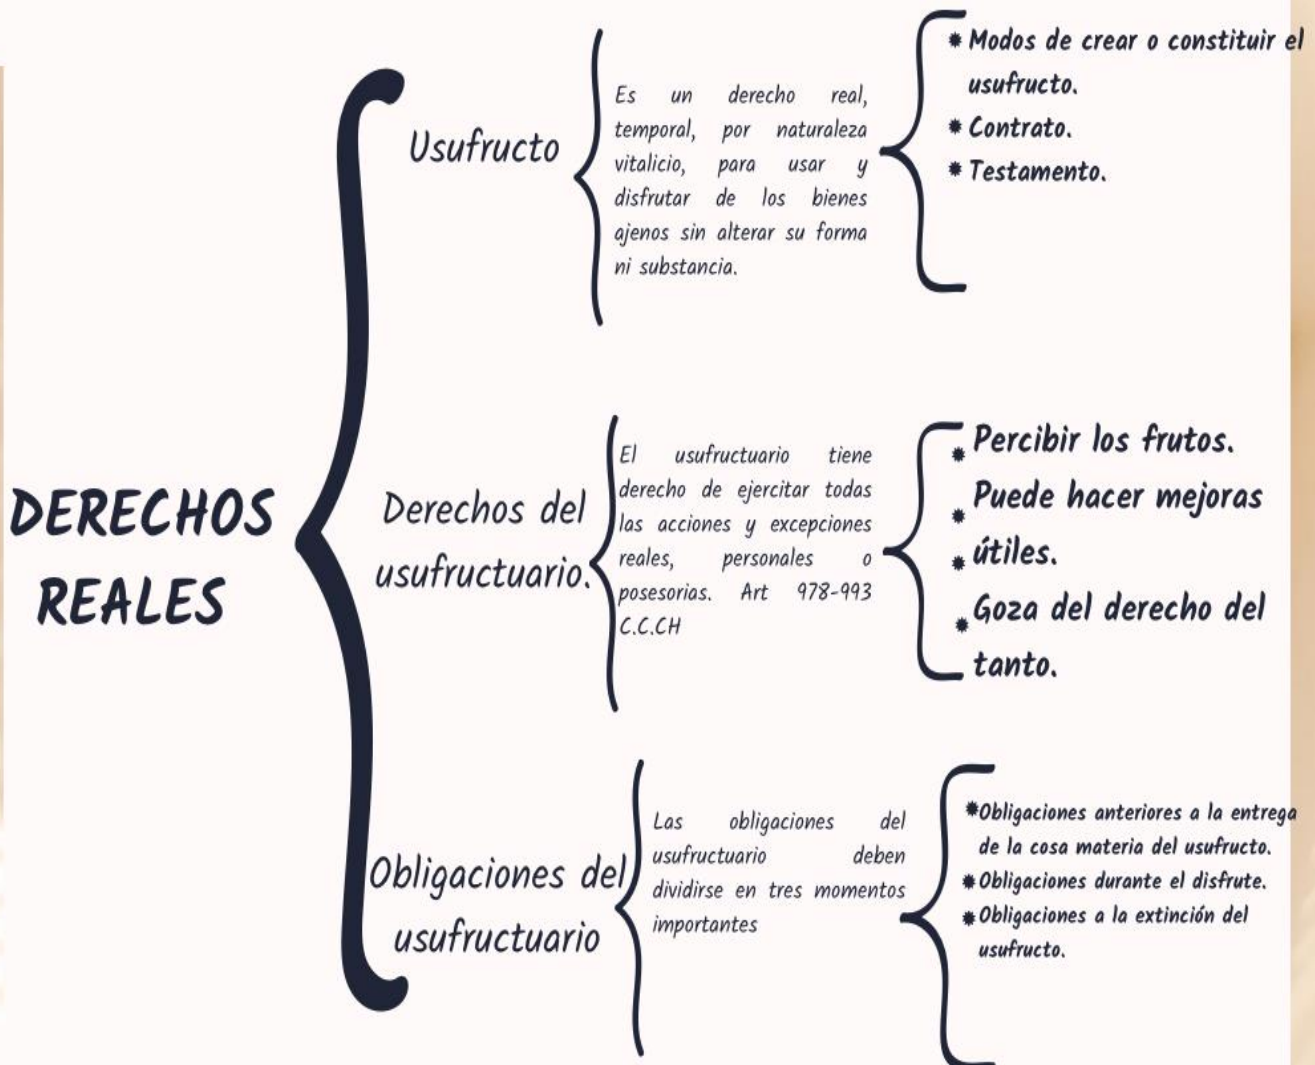 DERECHOS
REALES
Usufructo
Es un derecho real,
temporal, por naturaleza
vitalicio, para usar y
disfrutar de los bienes
ajenos sin alterar su forma
ni substancia.
* Modos de crear o constituir el
usufructo.
* Contrato.
* Testamento.
Derechos del
usufructuario.
El usufructuario tiene
derecho de ejercitar todas
las acciones y excepciones
reales, personales o
posesorias. Art 978-993
C.C.CH
* Percibir los frutos.
* Puede hacer mejoras
* útiles.
* Goza del derecho del
tanto.
Obligaciones del
usufructuario
Las obligaciones del
usufructuario deben
dividirse en tres momentos
importantes
* Obligaciones anteriores a la entrega
de la cosa materia del usufructo.
* Obligaciones durante el disfrute.
* Obligaciones a la extinción del
usufructo.